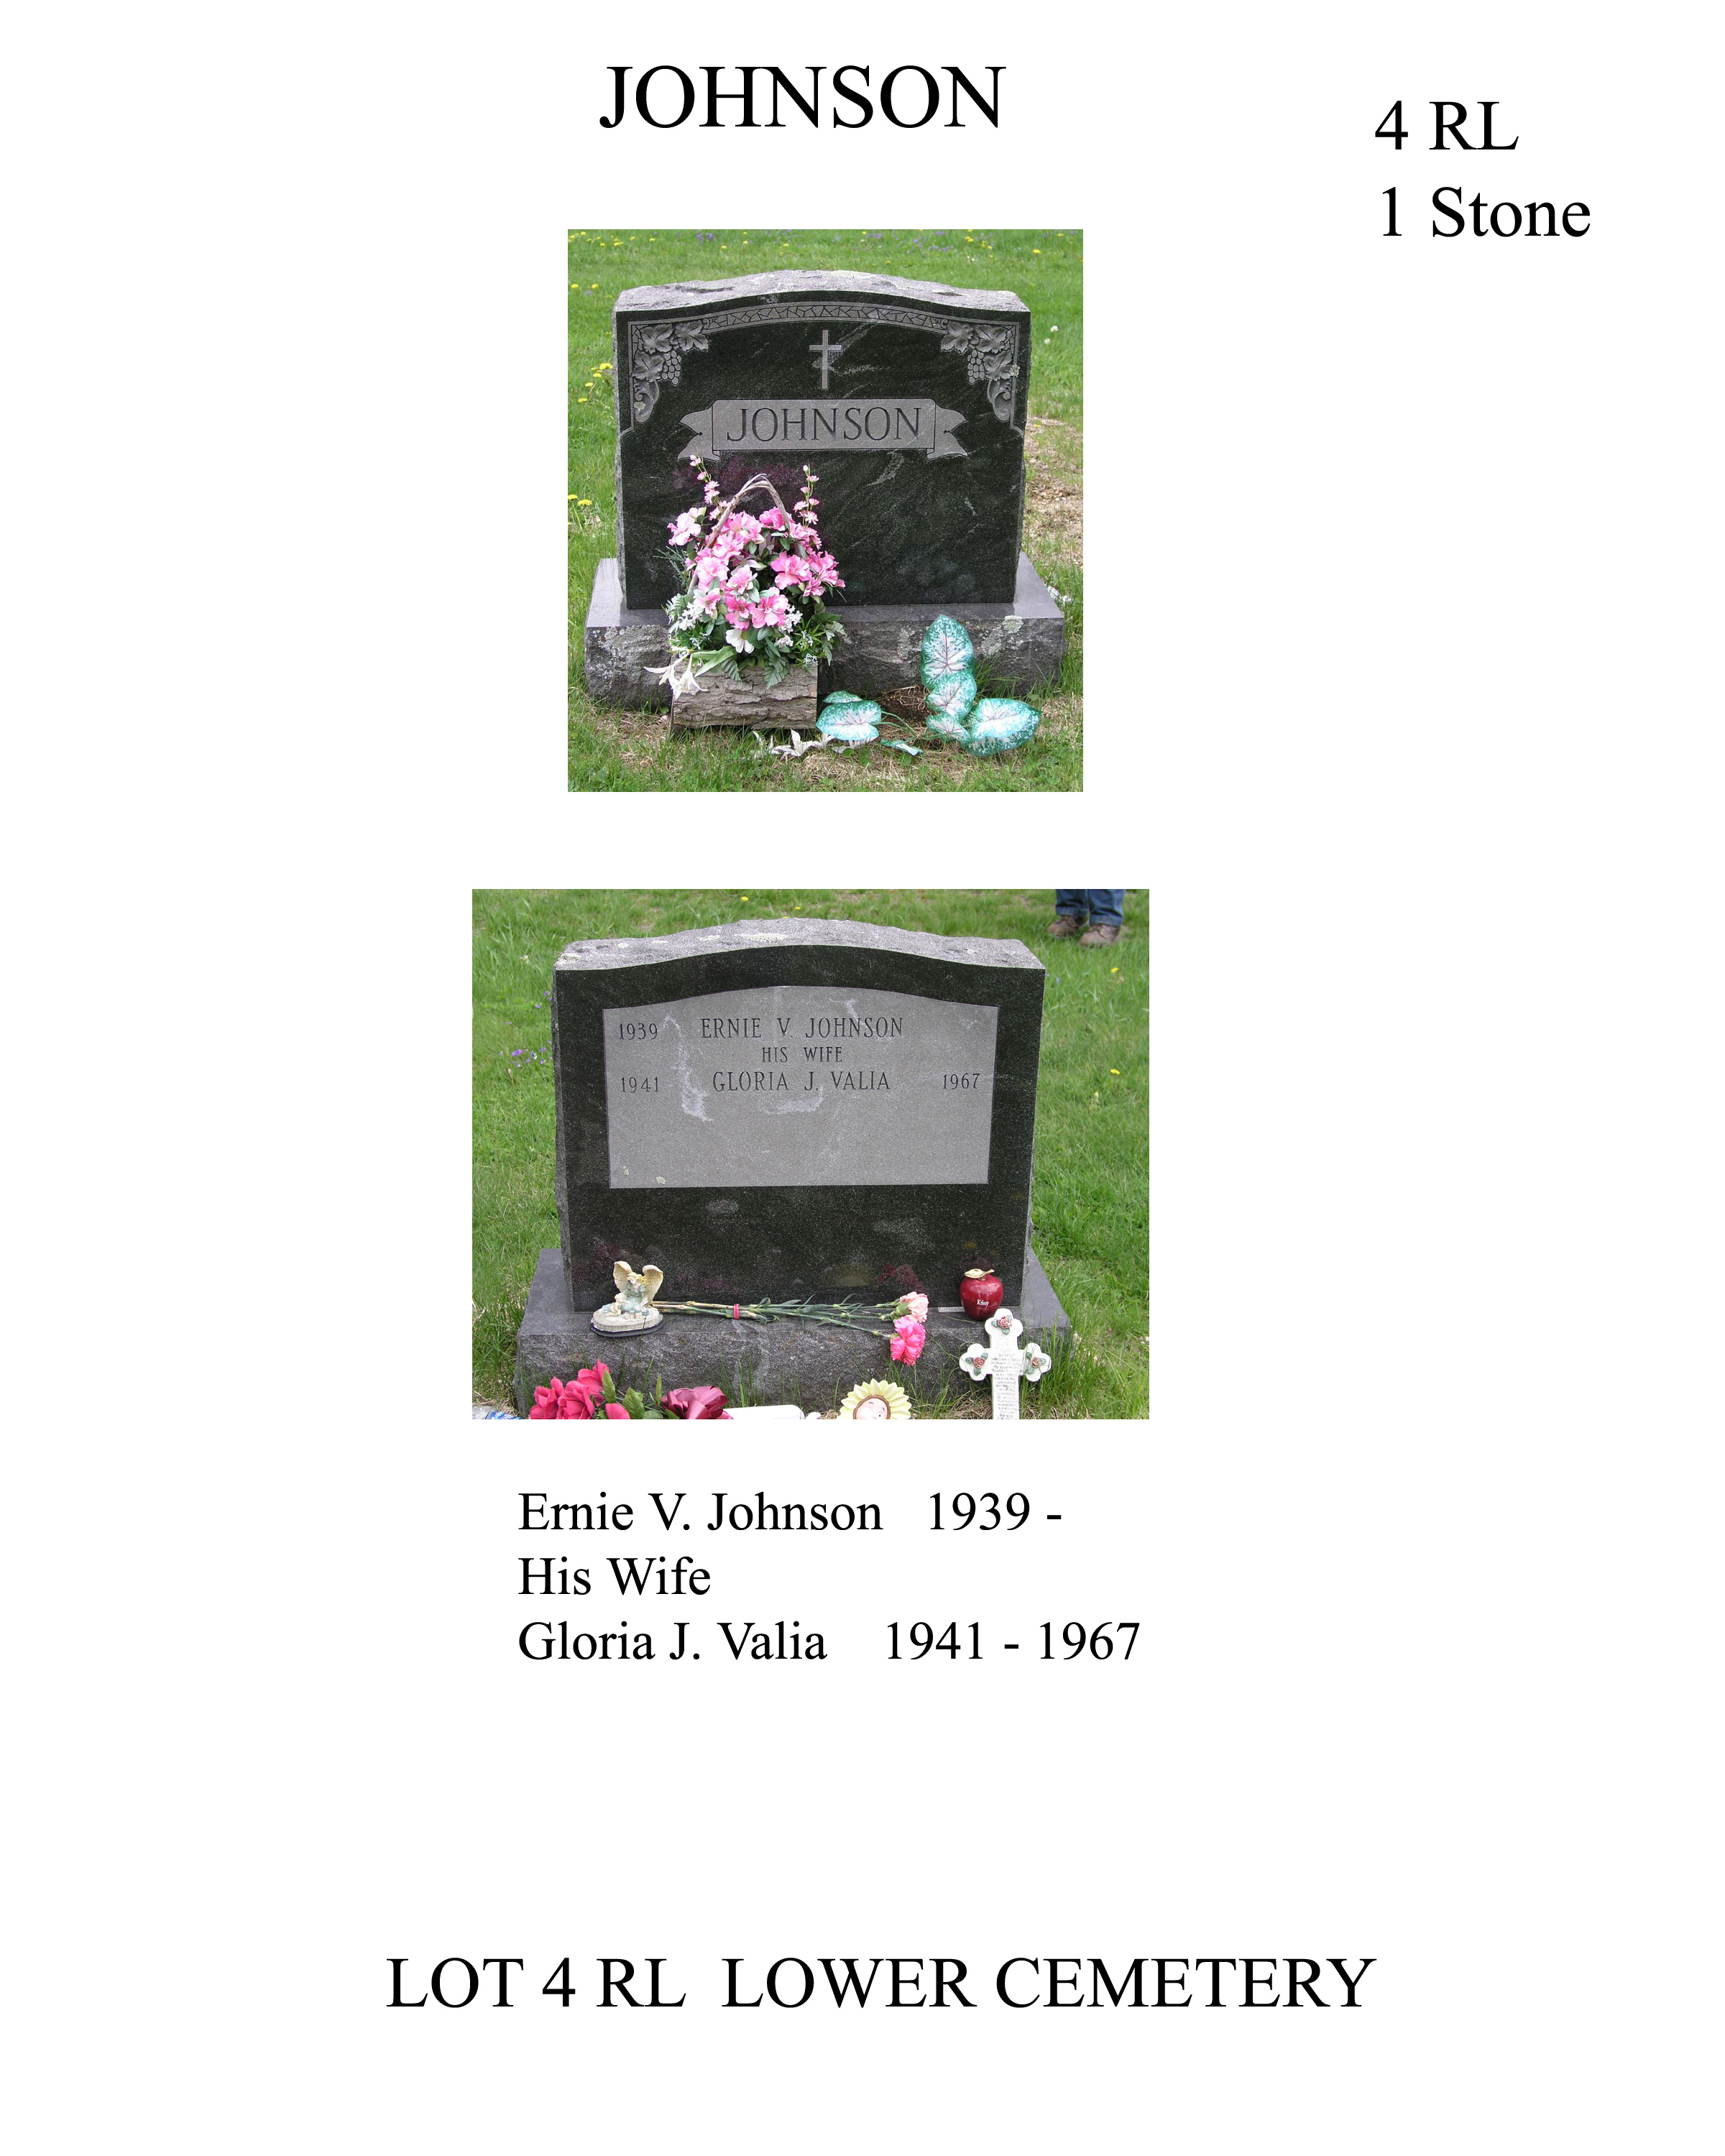 JOHNSON
4 RL
1 Stone
JOHNSON
1939 ERNIE V. JOHNSON
HIS WIFE
1941 GLORIA J. VALIA 1967
Ernie V. Johnson 1939 -
His Wife
Gloria J. Valia 1941 - 1967
LOT 4 RL LOWER CEMETERY